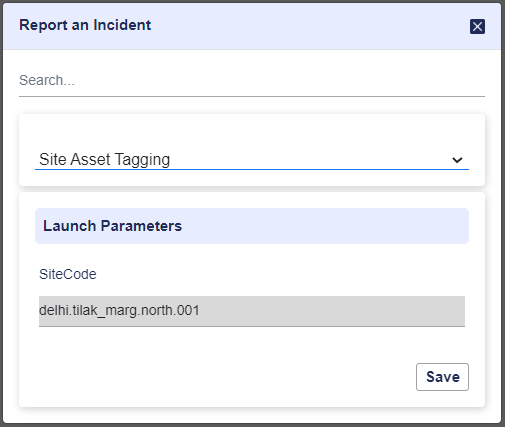 Report an Incident
Search...
Site Asset Tagging
Launch Parameters
SiteCode
delhi.tilak_marg.north.001
Save